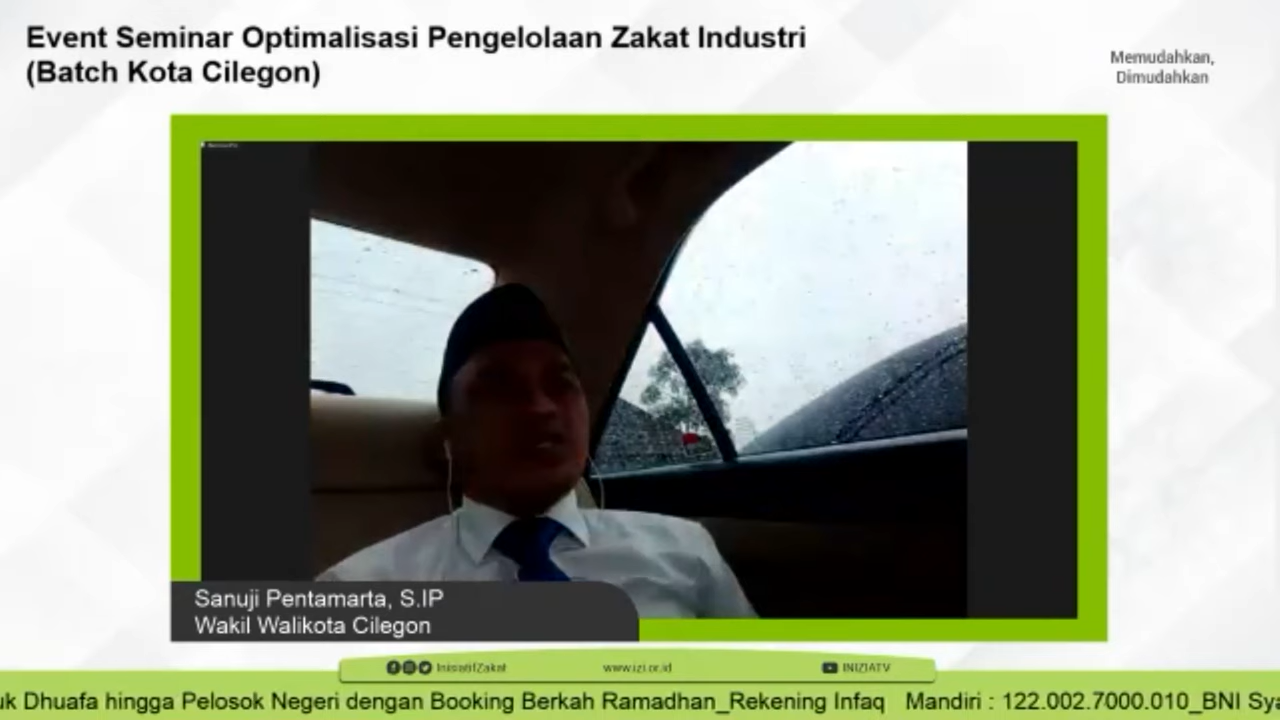 Event Seminar Optimalisasi Pengelolaan Zakat Industri
(Batch Kota Cilegon)
Memudahkan,
Dimudahkan
Sanuji Pentamarta, S.IP
Wakil Walikota Cilegon
InisiatifZakat
www.izi.or.id
INIZIATV
uk Dhuafa hingga Pelosok Negeri dengan Booking Berkah Ramadhan_Rekening Infaq Mandiri : 122.002.7000.010_BNI Sya